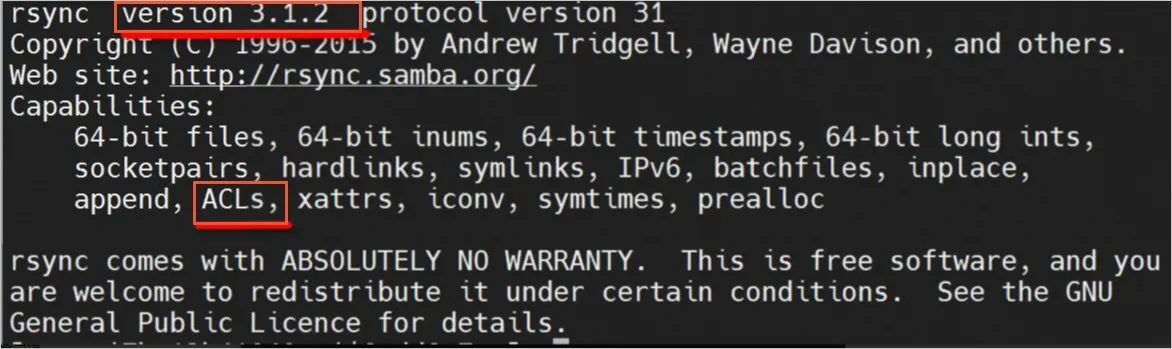 rsync  version 3.1.2  protocol version 31
Copyright (C) 1996-2015 by Andrew Tridgell, Wayne Davison, and others.
Web site: http://rsync.samba.org/
Capabilities:
    64-bit files, 64-bit inums, 64-bit timestamps, 64-bit long ints,
    socketpairs, hardlinks, symlinks, IPv6, batchfiles, inplace,
    append, ACLs, xattrs, iconv, symtimes, prealloc
rsync comes with ABSOLUTELY NO WARRANTY.  This is free software, and you
are welcome to redistribute it under certain conditions.  See the GNU
General Public Licence for details.